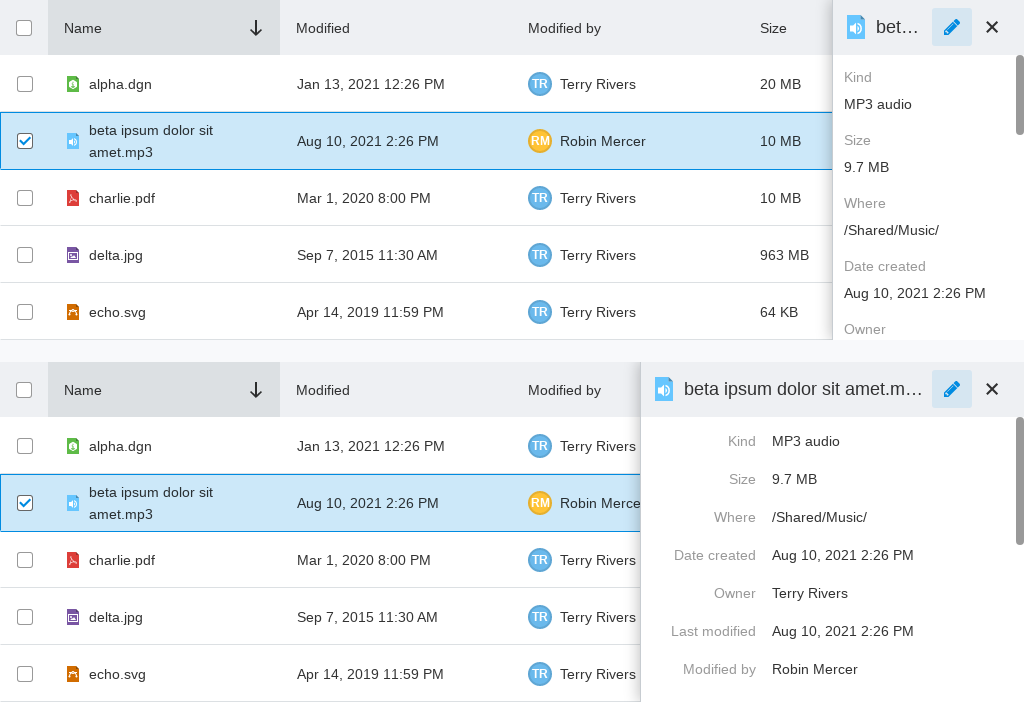 Name Modified Modified by Size bet…
alpha.dgn Jan 13, 2021 12:26 PM TR Terry Rivers 20 MB
beta ipsum dolor sit
amet.mp3 Aug 10, 2021 2:26 PM RM Robin Mercer 10 MB
charlie.pdf Mar 1, 2020 8:00 PM TR Terry Rivers 10 MB
delta.jpg Sep 7, 2015 11:30 AM TR Terry Rivers 963 MB
echo.svg Apr 14, 2019 11:59 PM TR Terry Rivers 64 KB
Kind
MP3 audio
Size
9.7 MB
Where
/Shared/Music/
Date created
Aug 10, 2021 2:26 PM
Owner
Name Modified Modified by beta ipsum dolor sit amet.m…
alpha.dgn Jan 13, 2021 12:26 PM TR Terry Rivers
beta ipsum dolor sit
amet.mp3 Aug 10, 2021 2:26 PM RM Robin Merce
charlie.pdf Mar 1, 2020 8:00 PM TR Terry Rivers
delta.jpg Sep 7, 2015 11:30 AM TR Terry Rivers
echo.svg Apr 14, 2019 11:59 PM TR Terry Rivers
Kind MP3 audio
Size 9.7 MB
Where /Shared/Music/
Date created Aug 10, 2021 2:26 PM
Owner Terry Rivers
Last modified Aug 10, 2021 2:26 PM
Modified by Robin Mercer